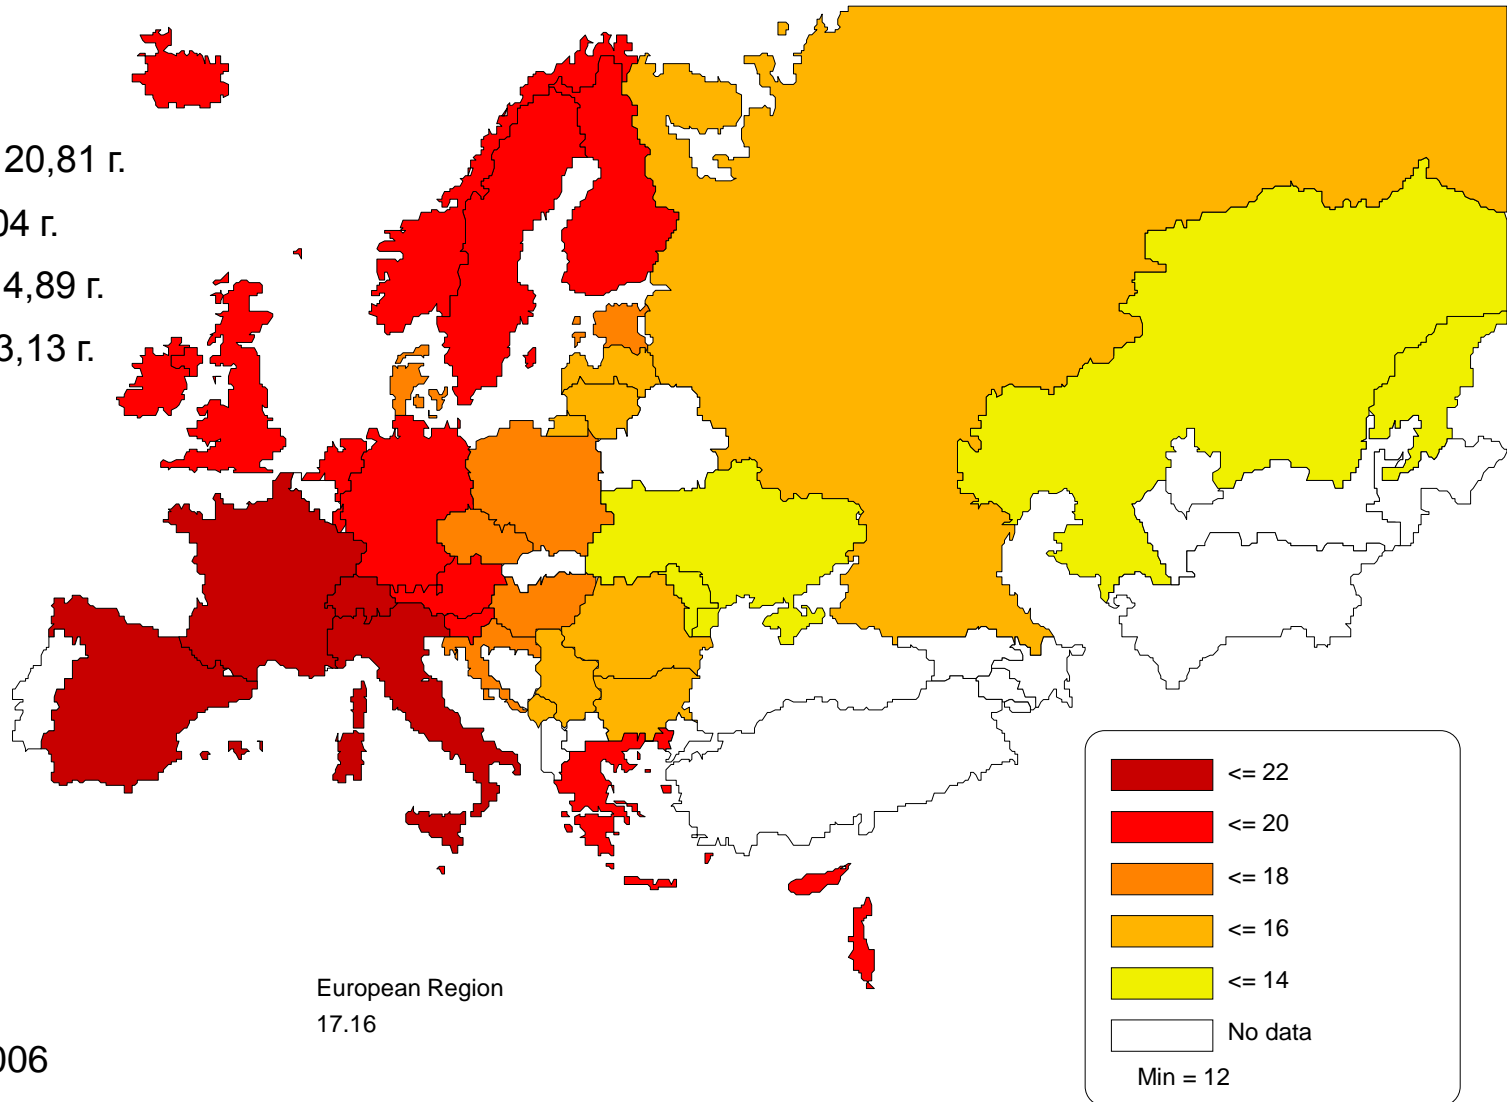 20,81 г.
04 г.
4,89 г.
3,13 г.
<= 22
<= 20
<= 18
<= 16
<= 14
No data
Min = 12
European Region
17.16
006